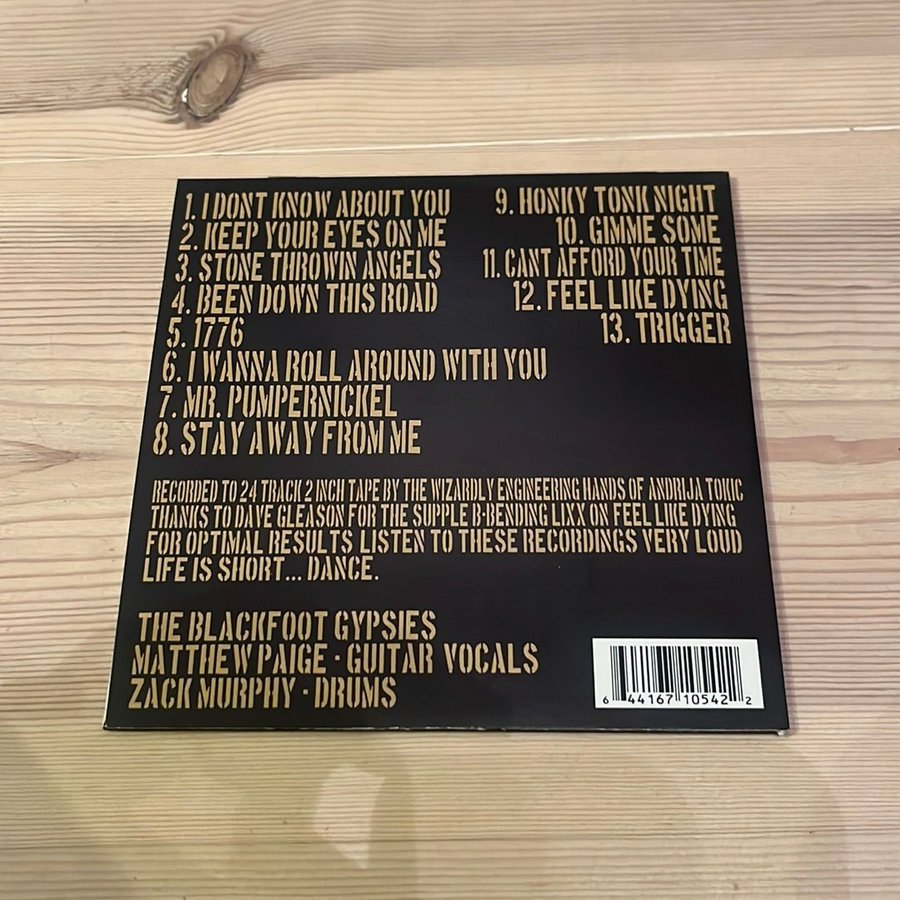 1. I DONT KNOW ABOUT YOU
2. KEEP YOUR EYES ON ME
3. STONE THROWIN ANGELS
4. BEEN DOWN THIS ROAD
5. 1776
6. I WANNA ROLL AROUND WITH YOU
7. MR. PUMPERNICKEL
8. STAY AWAY FROM ME
9. HONKY TONK NIGHT
10. GIMME SOME
11. CANT AFFORD YOUR TIME
12. FEEL LIKE DYING
13. TRIGGER
RECORDED TO 24 TRACK 2 INCH TAPE BY THE WIZARDLY ENGINEERING HANDS OF ANDRIJA TOKIC
THANKS TO DAVE GLEASON FOR THE SUPPLE B-BENDING LIXX ON FEEL LIKE DYING
FOR OPTIMAL RESULTS LISTEN TO THESE RECORDINGS VERY LOUD
LIFE IS SHORT... DANCE.
THE BLACKFOOT GYPSIES
MATTHEW PAIGE - GUITAR VOCALS
ZACK MURPHY - DRUMS
6 44167 10542 2